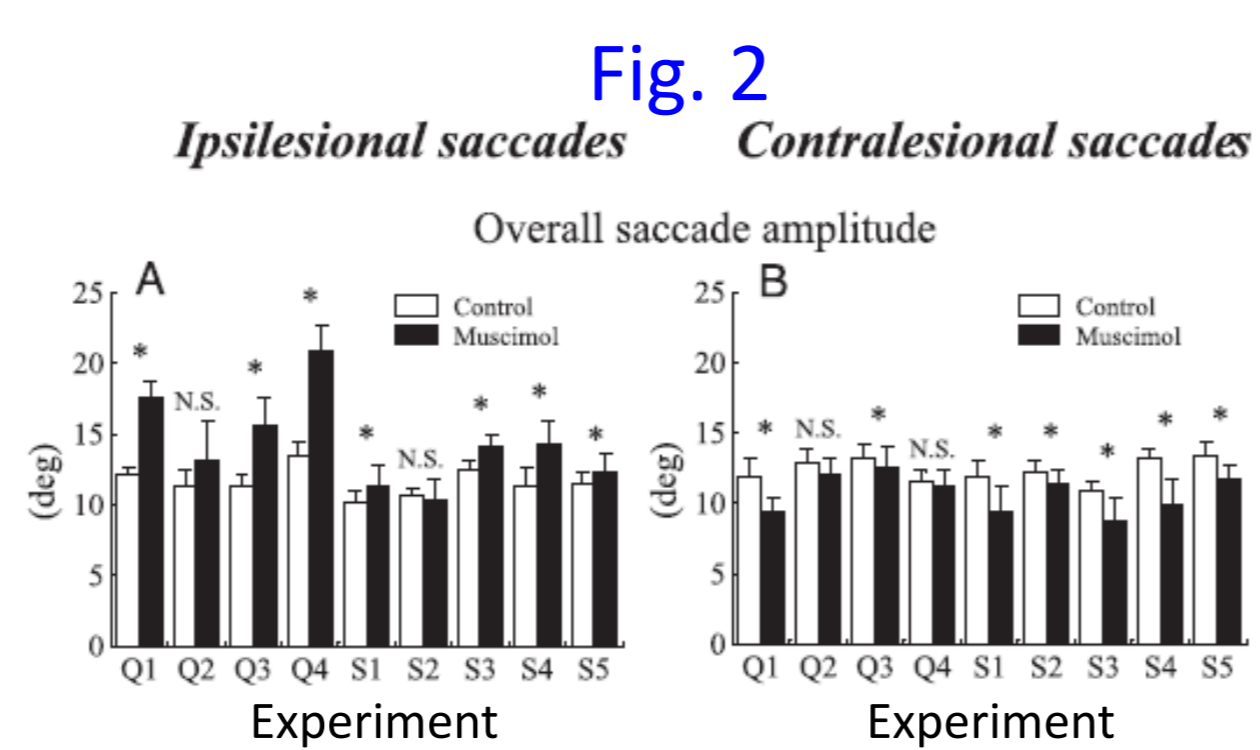 Fig. 2
Ipsilesional saccades
Contralesional saccades
Overall saccade amplitude
A
25
20
15
10
5
0
(deg)
Control
Muscimol
*
N.S.
*
*
*
N.S.
*
*
*
Q1 Q2 Q3 Q4 S1 S2 S3 S4 S5
Experiment
B
25
20
15
10
5
0
(deg)
Control
Muscimol
*
N.S.
*
N.S.
*
*
*
*
*
Q1 Q2 Q3 Q4 S1 S2 S3 S4 S5
Experiment